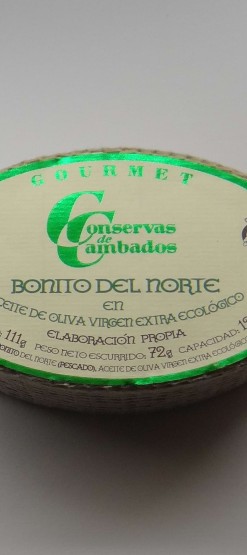 GOURMET
Conservas
de
Cambados
BONITO DEL NORTE
EN
ACEITE DE OLIVA VIRGEN EXTRA ECOLÓGICO
ELABORACIÓN PROPIA
111g PESO NETO ESCURRIDO: 72g CAPACIDAD:
BONITO DEL NORTE (PESCADO), ACEITE DE OLIVA VIRGEN EXTRA ECOLÓGICO